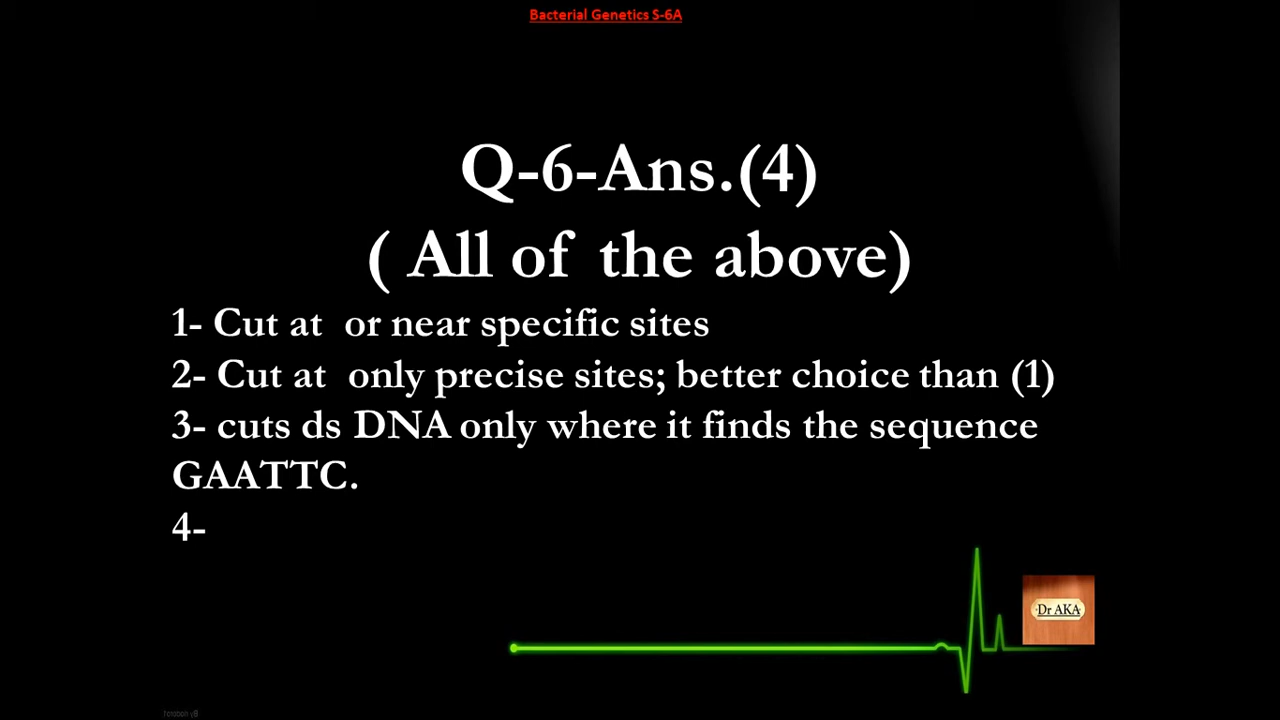 Bacterial Genetics S-6A
Q-6-Ans.(4)
( All of the above)
1- Cut at or near specific sites
2- Cut at only precise sites; better choice than (1)
3- cuts ds DNA only where it finds the sequence
GAATTC.
4-
Dr AKA